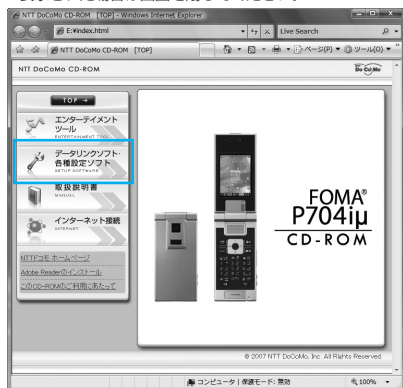 NTT DoCoMo CD-ROM [TOP] - Windows Internet Explorer
E:¥index.html
Live Search
NTT DoCoMo CD-ROM [TOP]
ページ(P)
ツール(O)
NTT DoCoMo CD-ROM
DoCoMo
TOP
エンターテイメント
ツール
ENTERTAINMENT TOOL
データリンクソフト・
各種設定ソフト
SETUP SOFTWARE
取扱説明書
MANUAL
インターネット接続
INTERNET
NTTドコモ ホームページ
Adobe Readerのインストール
このCD-ROMのご利用にあたって
FOMA®
P704iμ
CD-ROM
© 2007 NTT DoCoMo, Inc. All Rights Reserved.
コンピュータ | 保護モード: 無効
100%